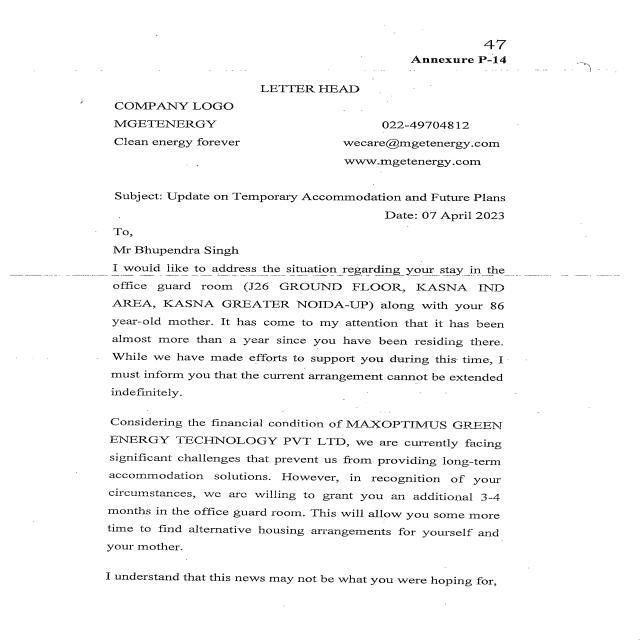 47
Annexure P-14
LETTER HEAD
COMPANY LOGO
MGETENERGY 022-49704812
Clean energy forever wecare@mgetenergy.com
www.mgetenergy.com
Subject: Update on Temporary Accommodation and Future Plans
Date: 07 April 2023
To,
Mr Bhupendra Singh
I would like to address the situation regarding your stay in the
office guard room (J26 GROUND FLOOR, KASNA IND
AREA, KASNA GREATER NOIDA-UP) along with your 86
year-old mother. It has come to my attention that it has been
almost more than a year since you have been residing there.
While we have made efforts to support you during this time, I
must inform you that the current arrangement cannot be extended
indefinitely.
Considering the financial condition of MAXOPTIMUS GREEN
ENERGY TECHNOLOGY PVT LTD, we are currently facing
significant challenges that prevent us from providing long-term
accommodation solutions. However, in recognition of your
circumstances, we are willing to grant you an additional 3-4
months in the office guard room. This will allow you some more
time to find alternative housing arrangements for yourself and
your mother.
I understand that this news may not be what you were hoping for,